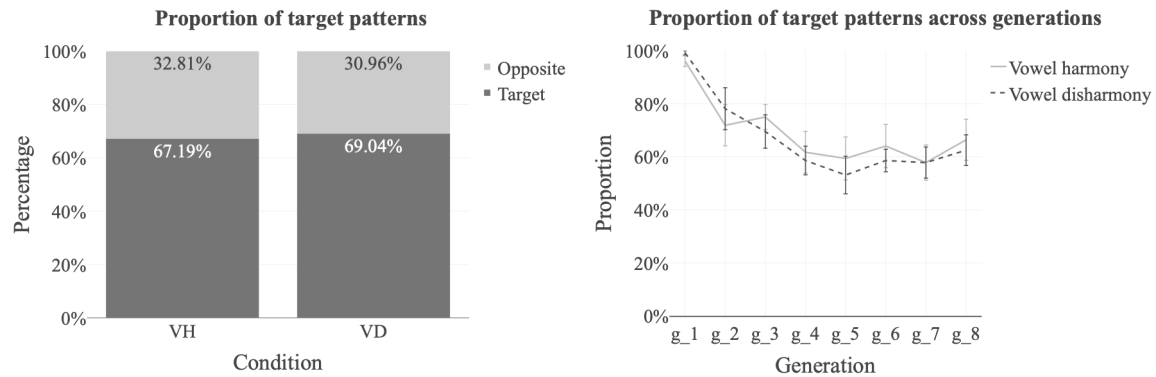 Proportion of target patterns
100%
80%
60%
40%
20%
0%
Percentage
32.81%
67.19%
30.96%
69.04%
VH
VD
Condition
Opposite
Target
Proportion of target patterns across generations
100%
80%
60%
40%
20%
0%
Proportion
g_1 g_2 g_3 g_4 g_5 g_6 g_7 g_8
Generation
Vowel harmony
Vowel disharmony